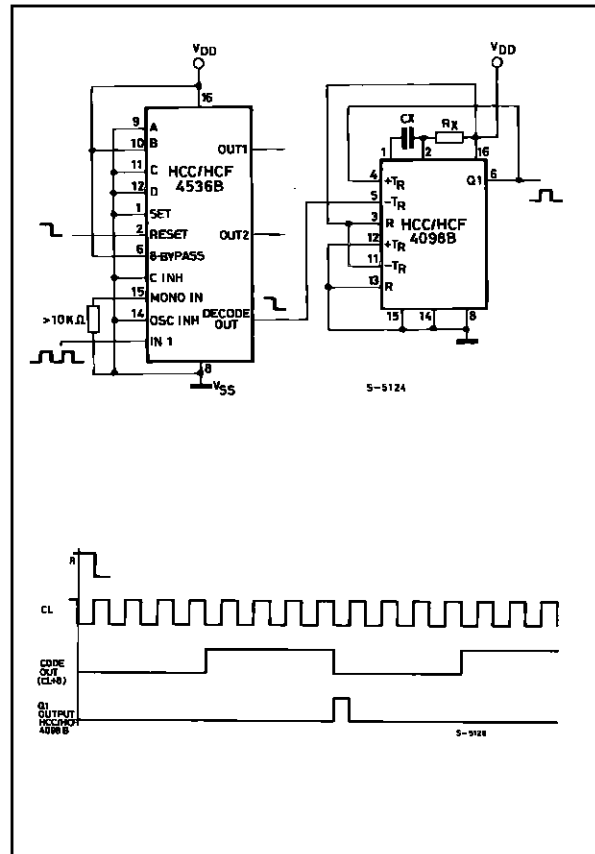 VDD
16
9 A
10 B
11 C
12 D
1 SET
2 RESET
6 8-BYPASS
C INH
15 MONO IN
14 OSC INH
IN 1
>10KΩ
HCC/HCF
4536B
OUT1
OUT2
DECODE
OUT
8
VSS
VDD
CX
RX
1
2
16
4 +TR
5 -TR
3 R
12 +TR
11 -TR
13 R
Q1 6
HCC/HCF
4098B
15
14
8
S-5124
R
CL
CODE
OUT
(CL÷8)
Q1
OUTPUT
HCC/HCF
4098B
S-5126